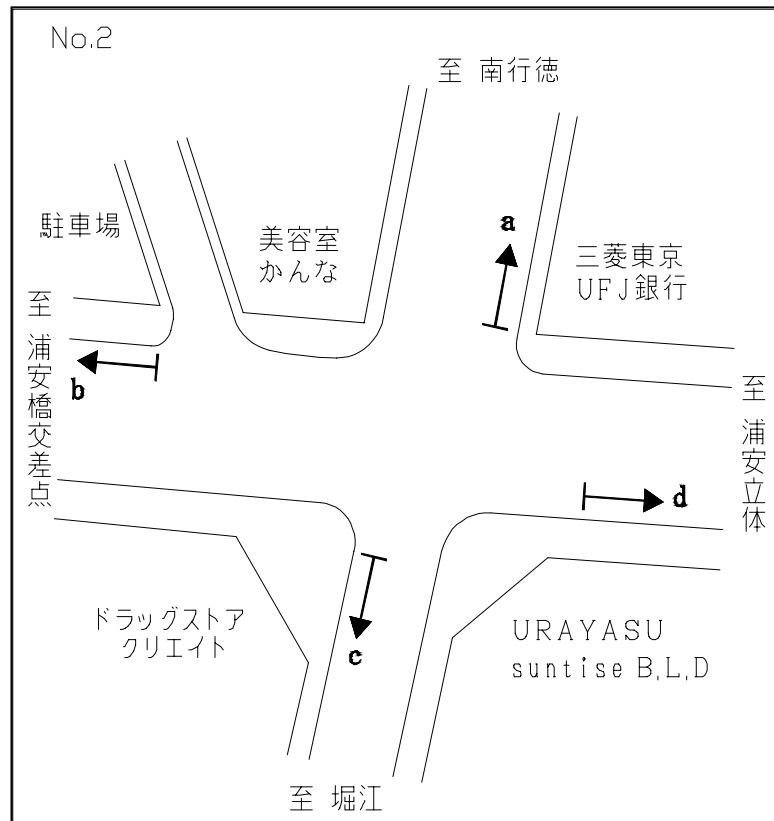 No.2
至 南行徳
駐車場
美容室
かんな
a
三菱東京
UFJ銀行
至 浦安橋交差点
b
至 浦安立体
d
ドラッグストア
クリエイト
c
URAYASU
suntise B,L,D
至 堀江